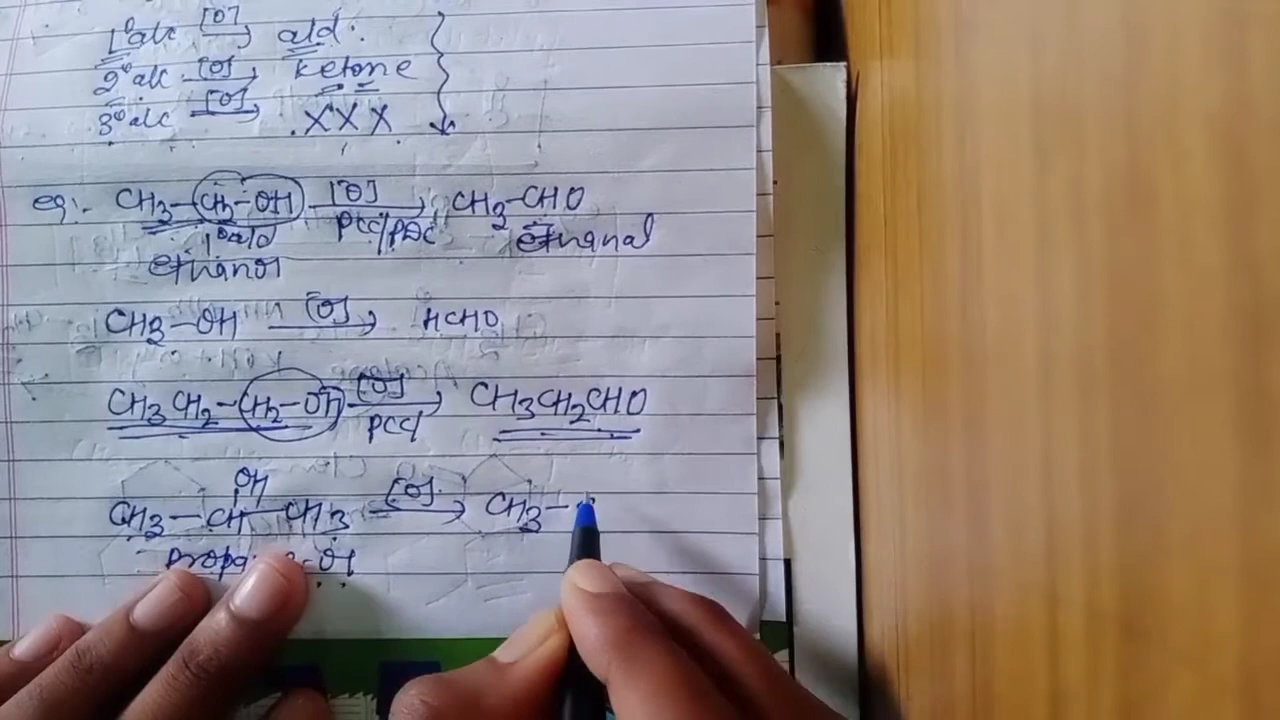 1° alc [O] ald.
2° alc [O] ketone
3° alc [O] XXX
eg:- CH3-CH2-OH [O] PCC/PDC CH3-CHO
1° alc ethanal
ethanol
CH3-OH [O] HCHO
CH3CH2-CH2-OH [O] PCC/ CH3CH2CHO
OH
CH3-CH-CH3 [O] CH3-